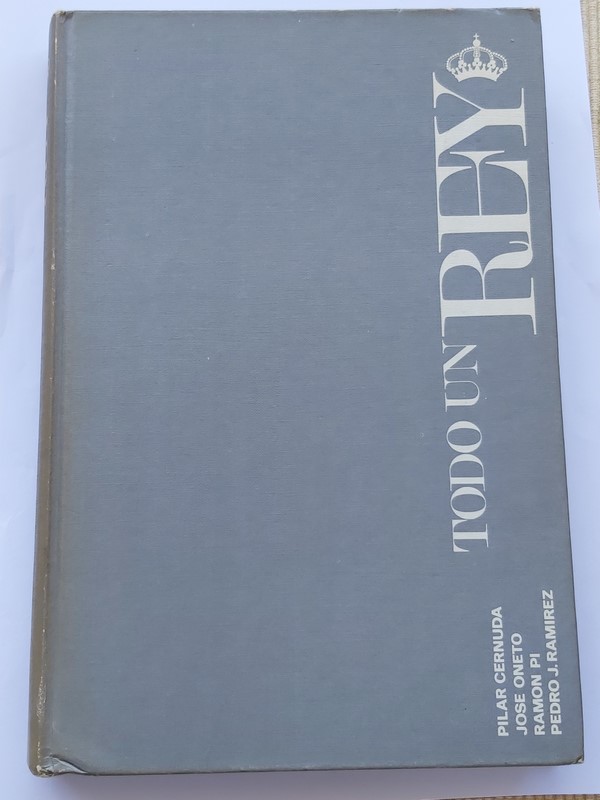 TODO UN REY
PILAR CERNUDA
JOSE ONETO
RAMON PI
PEDRO J. RAMIREZ